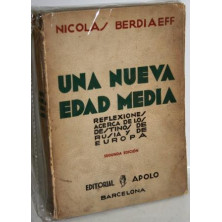 NICOLAS BERDIAEFF
UNA NUEVA
EDAD MEDIA
REFLEXIONES
ACERCA DE LOS
DESTINOS DE
RUSIA Y DE
EUROPA
SEGUNDA EDICIÓN
EDITORIAL APOLO
BARCELONA